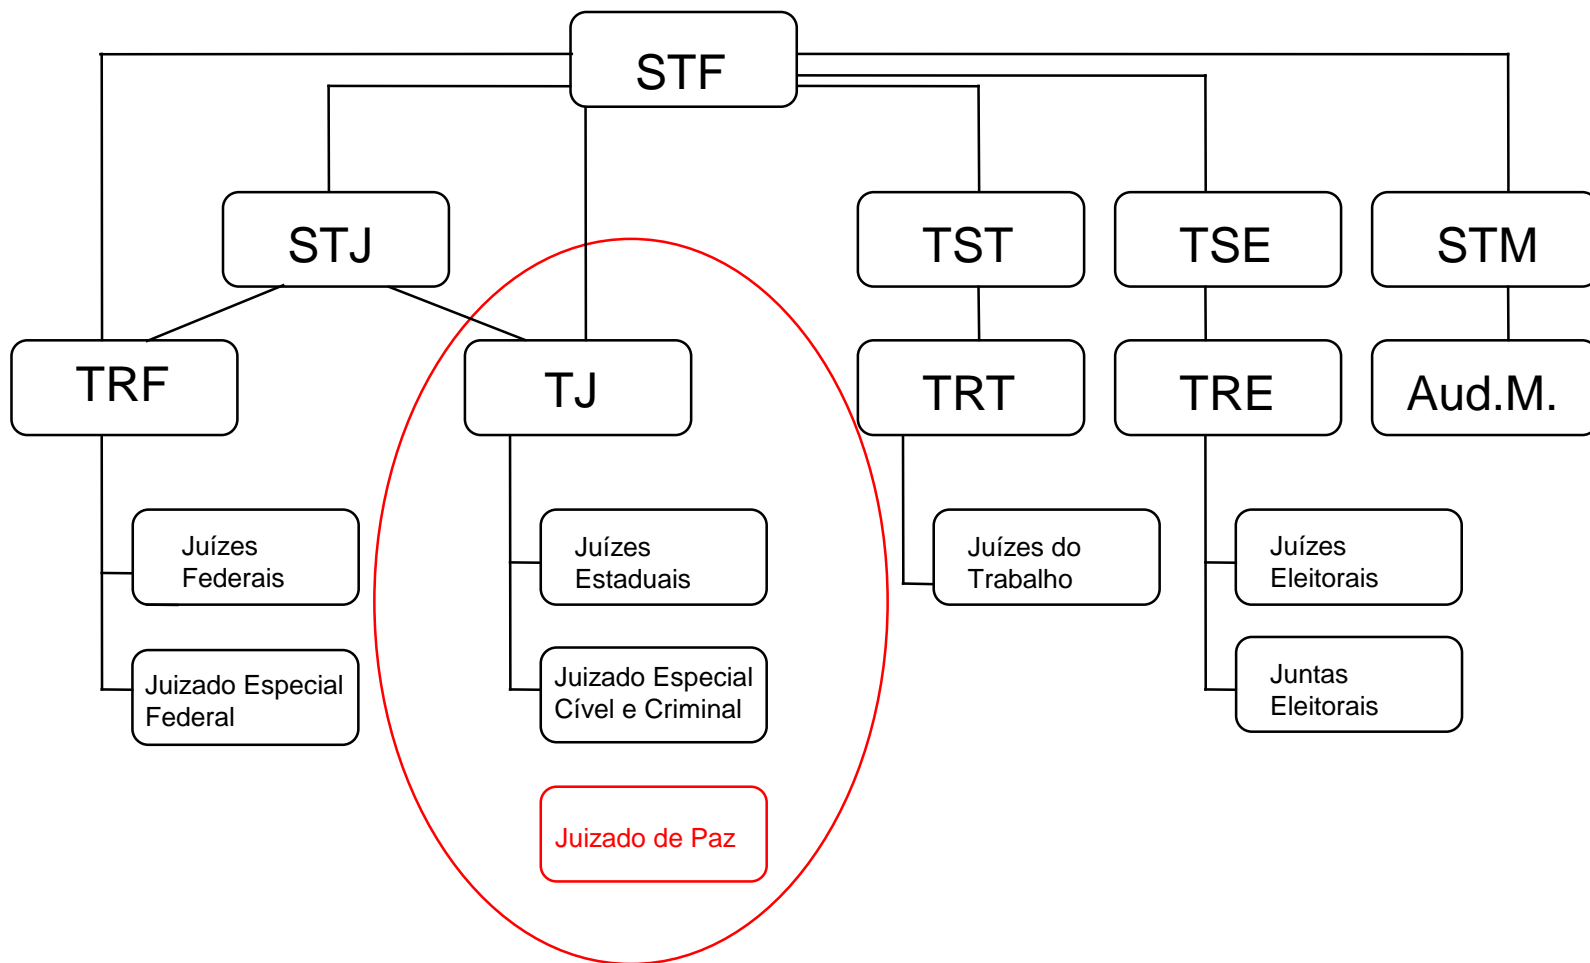 STF
STJ
TST
TSE
STM
TRF
TJ
TRT
TRE
Aud.M.
Juízes
Federais
Juízes
Estaduais
Juízes do
Trabalho
Juízes
Eleitorais
Juizado Especial
Federal
Juizado Especial
Cível e Criminal
Juntas
Eleitorais
Juizado de Paz